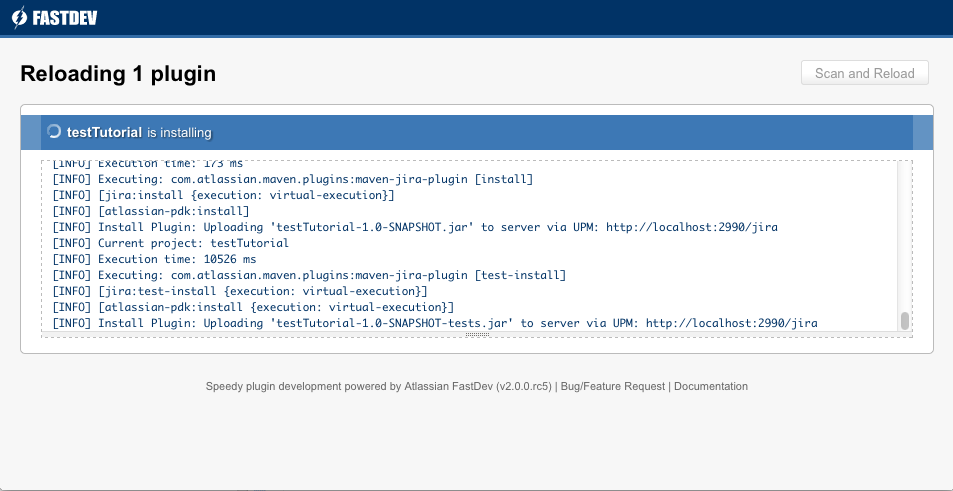 FASTDEV
Reloading 1 plugin
Scan and Reload
testTutorial is installing
[INFO] Execution time: 173 ms
[INFO] Executing: com.atlassian.maven.plugins:maven-jira-plugin [install]
[INFO] [jira:install {execution: virtual-execution}]
[INFO] [atlassian-pdk:install]
[INFO] Install Plugin: Uploading 'testTutorial-1.0-SNAPSHOT.jar' to server via UPM: http://localhost:2990/jira
[INFO] Current project: testTutorial
[INFO] Execution time: 10526 ms
[INFO] Executing: com.atlassian.maven.plugins:maven-jira-plugin [test-install]
[INFO] [jira:test-install {execution: virtual-execution}]
[INFO] [atlassian-pdk:install {execution: virtual-execution}]
[INFO] Install Plugin: Uploading 'testTutorial-1.0-SNAPSHOT-tests.jar' to server via UPM: http://localhost:2990/jira
Speedy plugin development powered by Atlassian FastDev (v2.0.0.rc5) | Bug/Feature Request | Documentation